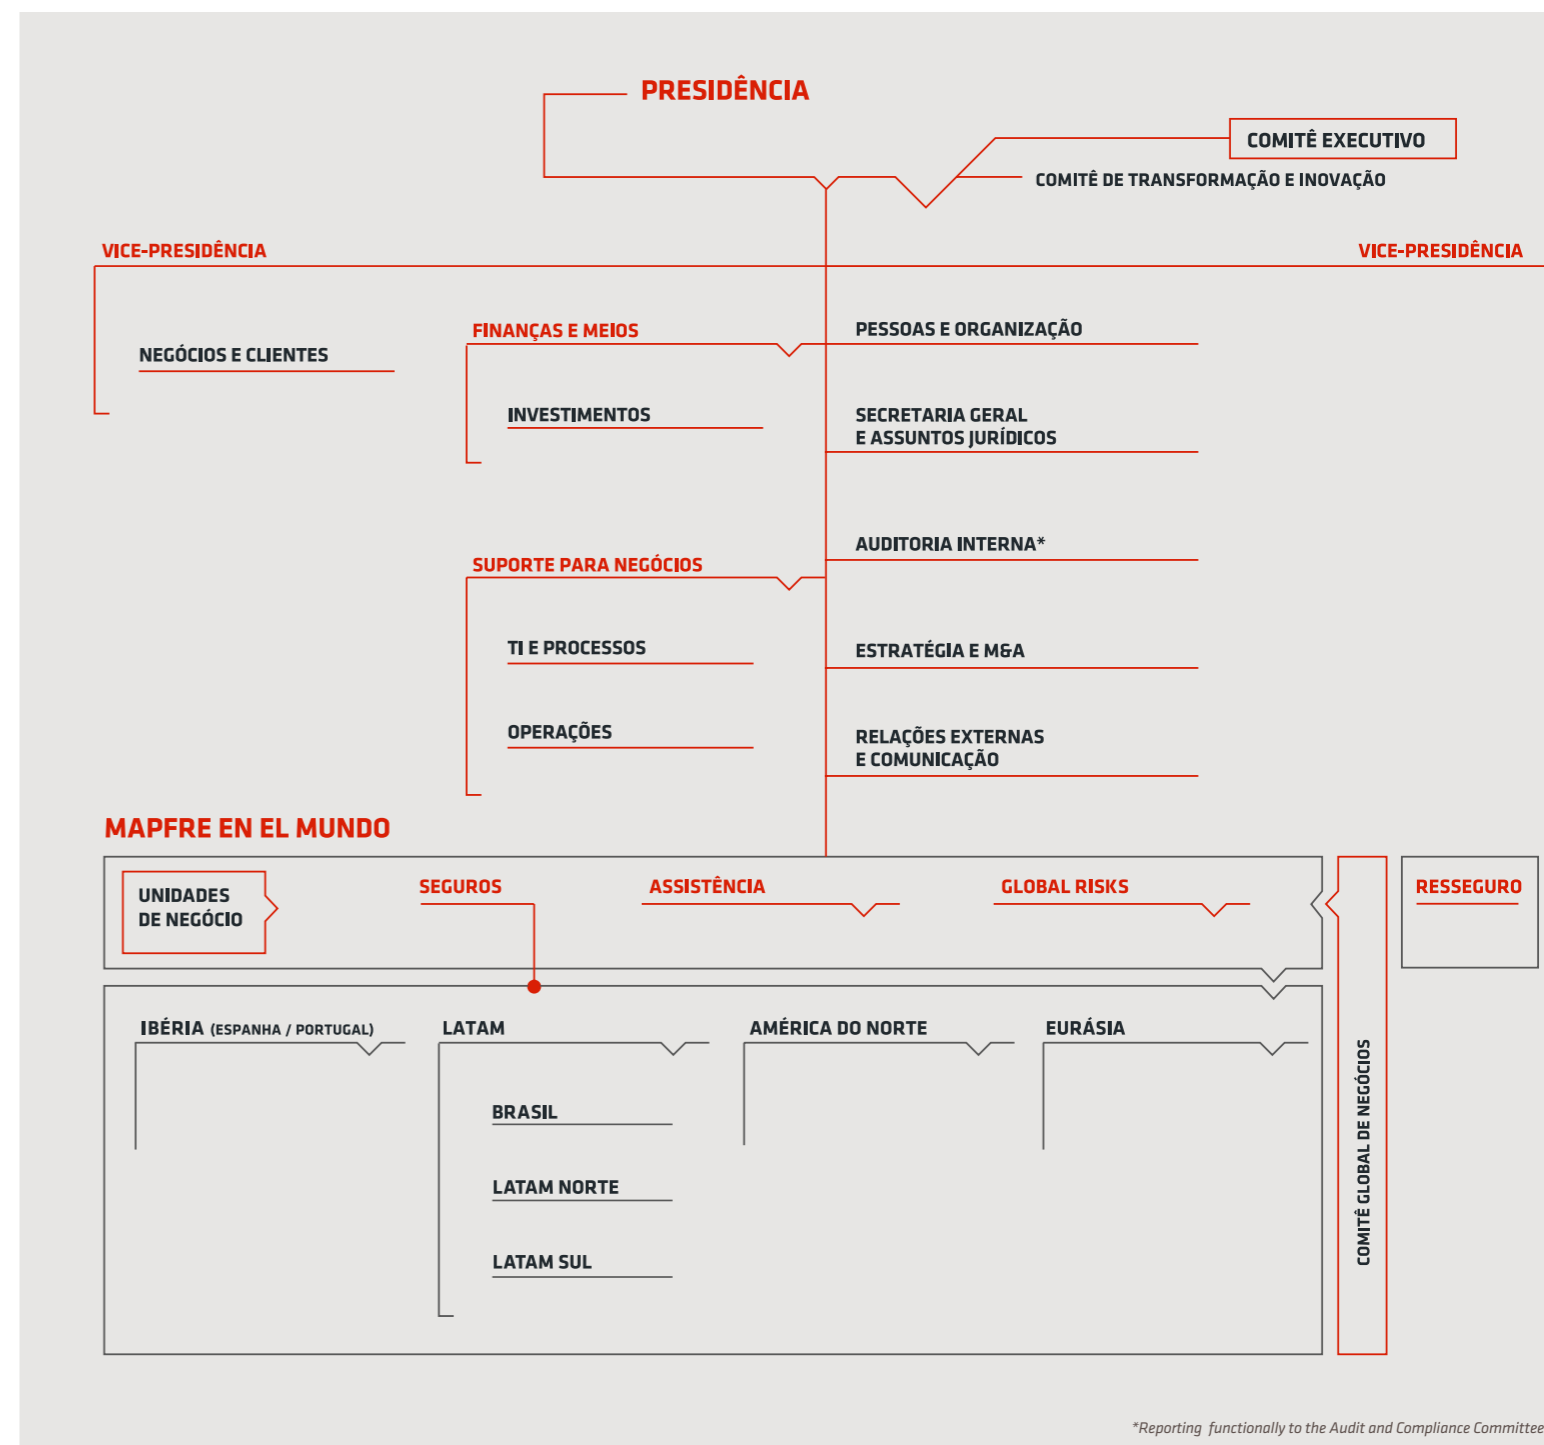 PRESIDÊNCIA
COMITÊ EXECUTIVO
COMITÊ DE TRANSFORMAÇÃO E INOVAÇÃO
VICE-PRESIDÊNCIA
VICE-PRESIDÊNCIA
NEGÓCIOS E CLIENTES
FINANÇAS E MEIOS
INVESTIMENTOS
PESSOAS E ORGANIZAÇÃO
SECRETARIA GERAL
E ASSUNTOS JURÍDICOS
AUDITORIA INTERNA*
SUPORTE PARA NEGÓCIOS
TI E PROCESSOS
OPERAÇÕES
ESTRATÉGIA E M&A
RELAÇÕES EXTERNAS
E COMUNICAÇÃO
MAPFRE EN EL MUNDO
UNIDADES
DE NEGÓCIO
SEGUROS
ASSISTÊNCIA
GLOBAL RISKS
RESSEGURO
IBÉRIA (ESPANHA / PORTUGAL)
LATAM
BRASIL
LATAM NORTE
LATAM SUL
AMÉRICA DO NORTE
EURÁSIA
COMITÊ GLOBAL DE NEGÓCIOS
*Reporting functionally to the Audit and Compliance Committee